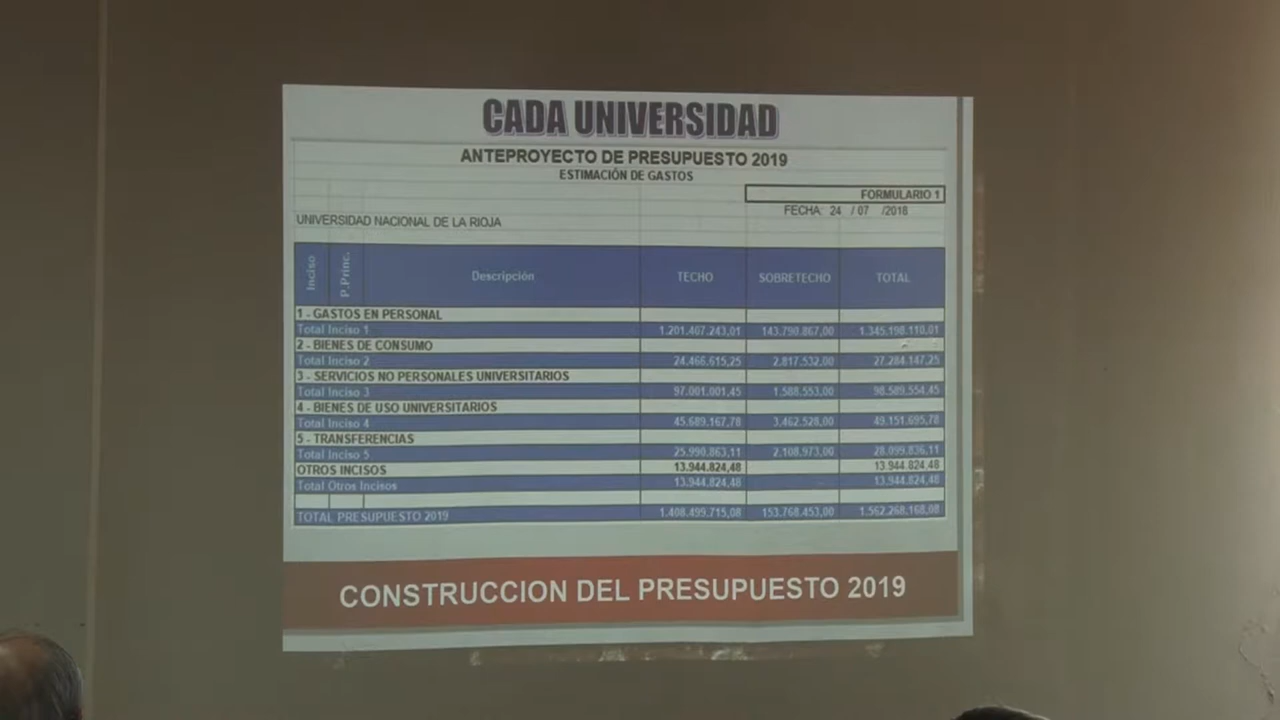 CADA UNIVERSIDAD
ANTEPROYECTO DE PRESUPUESTO 2019
ESTIMACIÓN DE GASTOS
FORMULARIO 1
FECHA: 24 / 07 /2018
UNIVERSIDAD NACIONAL DE LA RIOJA
Inciso P.Princ. Descripción TECHO SOBRETECHO TOTAL
1 - GASTOS EN PERSONAL
Total Inciso 1 1.201.407.243,01 143.790.867,00 1.345.198.110,01
2 - BIENES DE CONSUMO
Total Inciso 2 24.466.615,25 2.817.532,00 27.284.147,25
3 - SERVICIOS NO PERSONALES UNIVERSITARIOS
Total Inciso 3 97.001.001,45 1.588.553,00 98.589.554,45
4 - BIENES DE USO UNIVERSITARIOS
Total Inciso 4 45.689.167,78 3.462.528,00 49.151.695,78
5 - TRANSFERENCIAS
Total Inciso 5 25.990.863,11 2.108.973,00 28.099.836,11
OTROS INCISOS 13.944.824,48 13.944.824,48
Total Otros Incisos 13.944.824,48 13.944.824,48
TOTAL PRESUPUESTO 2019 1.408.499.715,08 153.768.453,00 1.562.268.168,08
CONSTRUCCION DEL PRESUPUESTO 2019